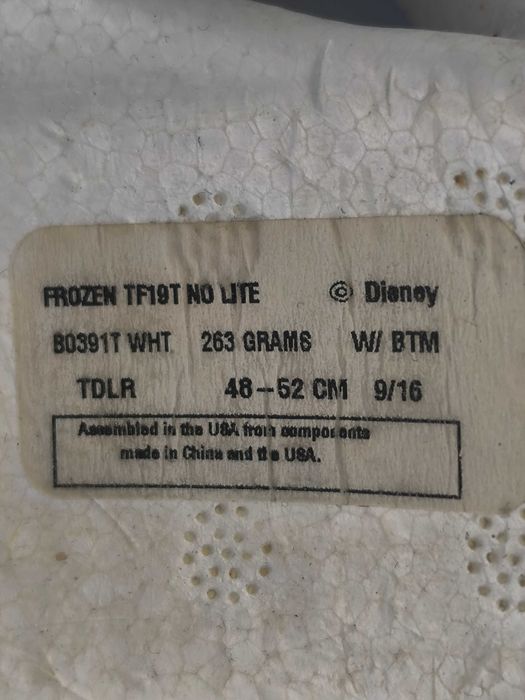 FROZEN TF19T NO LITE © Disney
B0391T WHT 263 GRAMS W/ BTM
TDLR 48-52 CM 9/16
Assembled in the USA from components
made in China and the USA.